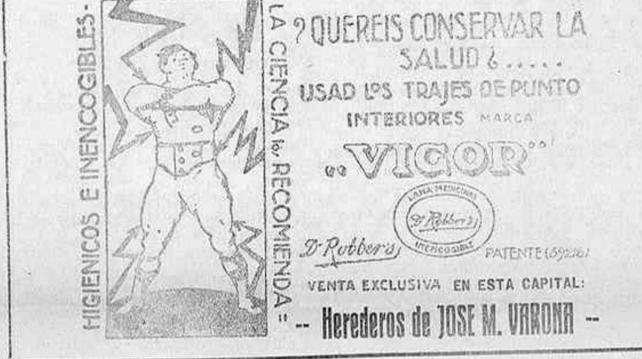 HIGIENICOS E INENCOGIBLES-
LA CIENCIA los RECOMIENDA=
?QUEREIS CONSERVAR LA
SALUD¿.....
USAD LOS TRAJES DE PUNTO
INTERIORES MARCA
„VIGOR"
LANA MEDICINAL
Dr Robbers
INENCOGIBLE
Dr Robbers
PATENTE
VENTA EXCLUSIVA EN ESTA CAPITAL:
-- Herederos de JOSE M. VARONA --